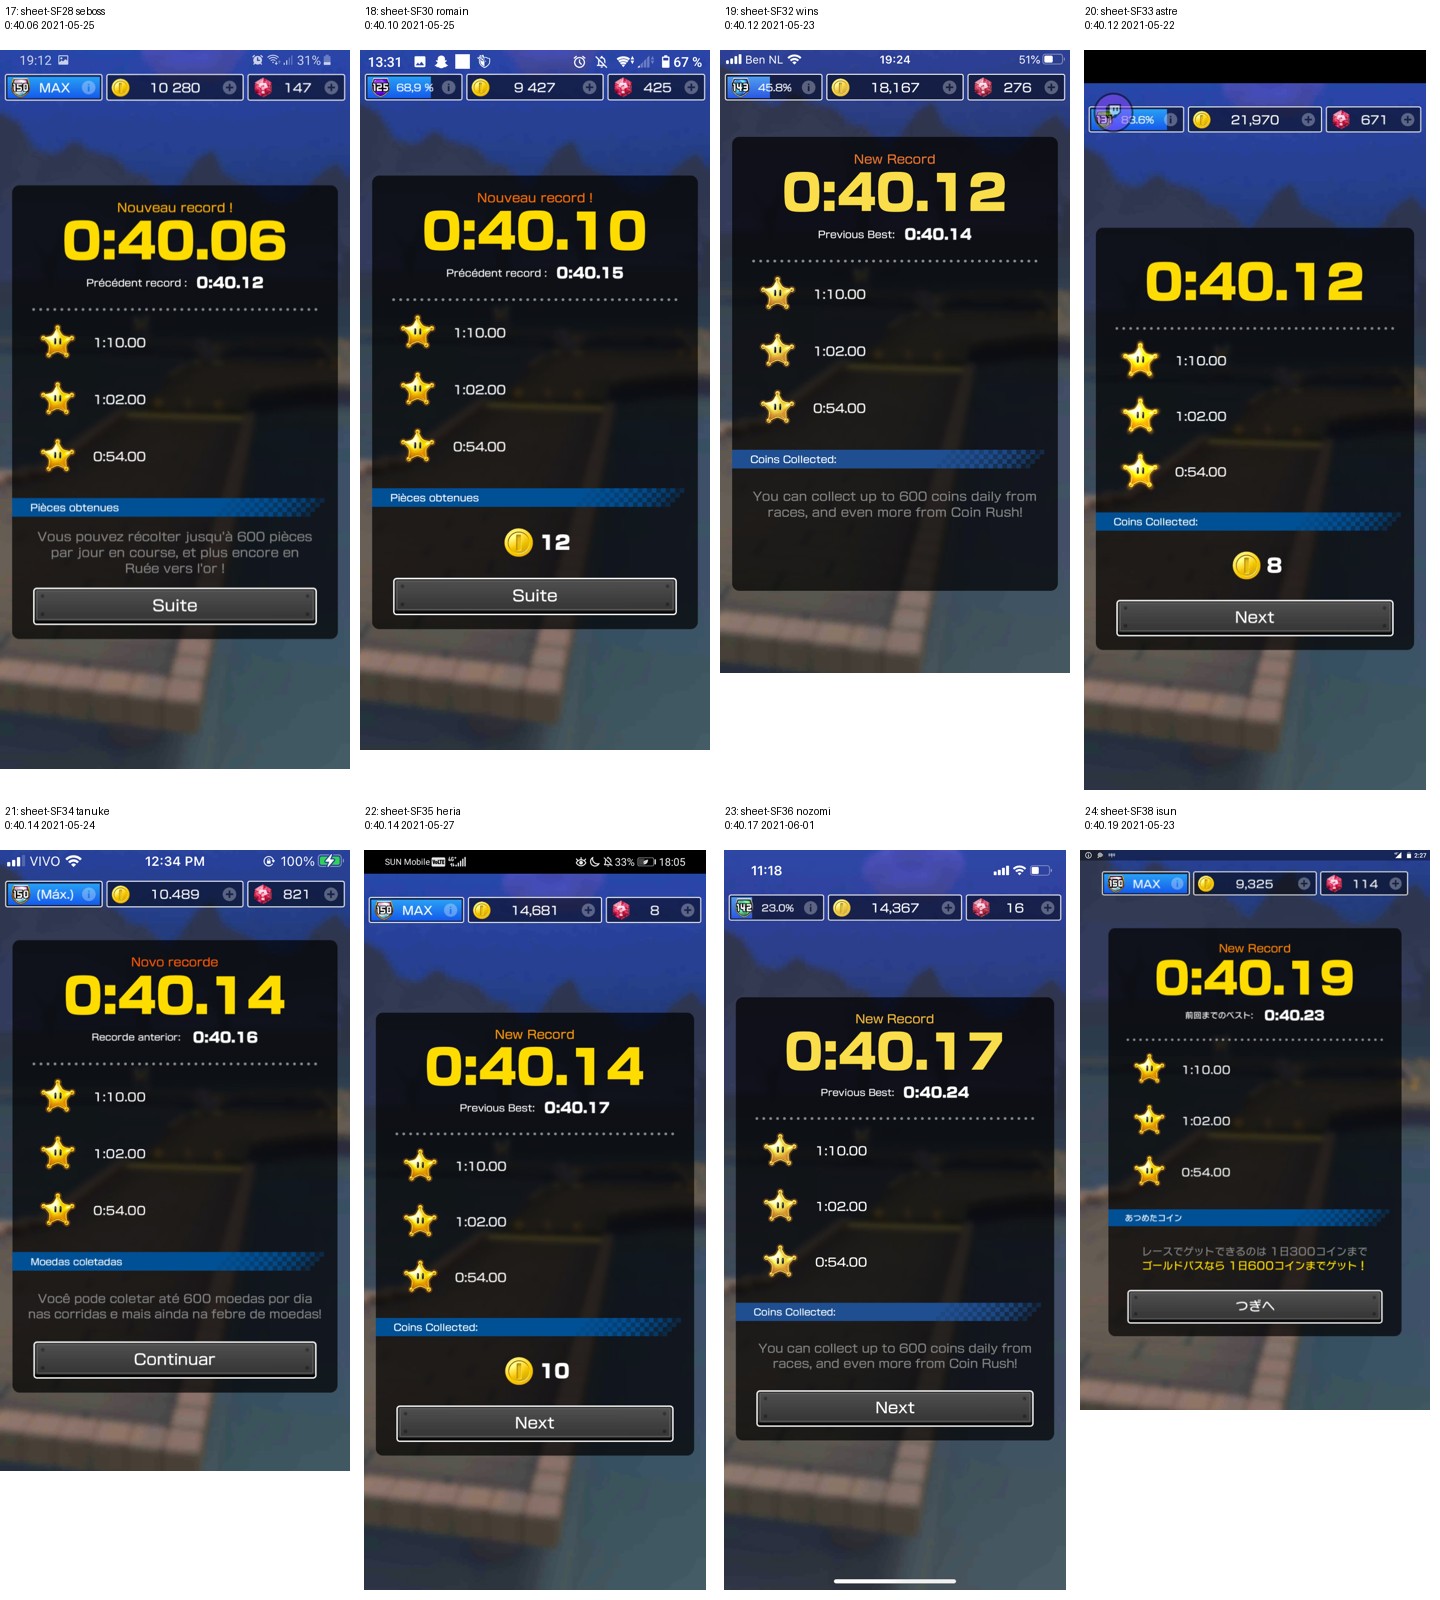 17: sheet-SF28 seboss
0:40.06 2021-05-25
19:12 31%
150 MAX 10 280 147
Nouveau record !
0:40.06
Précédent record : 0:40.12
1:10.00
1:02.00
0:54.00
Pièces obtenues
Vous pouvez récolter jusqu'à 600 pièces
par jour en course, et plus encore en
Ruée vers l'or !
Suite
18: sheet-SF30 romain
0:40.10 2021-05-25
13:31 67 %
125 68,9 % 9 427 425
Nouveau record !
0:40.10
Précédent record : 0:40.15
1:10.00
1:02.00
0:54.00
Pièces obtenues
12
Suite
19: sheet-SF32 wins
0:40.12 2021-05-23
Ben NL 19:24 51%
143 45.8% 18,167 276
New Record
0:40.12
Previous Best: 0:40.14
1:10.00
1:02.00
0:54.00
Coins Collected:
You can collect up to 600 coins daily from
races, and even more from Coin Rush!
20: sheet-SF33 astre
0:40.12 2021-05-22
83.6% 21,970 671
0:40.12
1:10.00
1:02.00
0:54.00
Coins Collected:
8
Next
21: sheet-SF34 tanuke
0:40.14 2021-05-24
VIVO 12:34 PM 100%
150 (Máx.) 10.489 821
Novo recorde
0:40.14
Recorde anterior: 0:40.16
1:10.00
1:02.00
0:54.00
Moedas coletadas
Você pode coletar até 600 moedas por dia
nas corridas e mais ainda na febre de moedas!
Continuar
22: sheet-SF35 heria
0:40.14 2021-05-27
SUN Mobile 33% 18:05
150 MAX 14,681 8
New Record
0:40.14
Previous Best: 0:40.17
1:10.00
1:02.00
0:54.00
Coins Collected:
10
Next
23: sheet-SF36 nozomi
0:40.17 2021-06-01
11:18
142 23.0% 14,367 16
New Record
0:40.17
Previous Best: 0:40.24
1:10.00
1:02.00
0:54.00
Coins Collected:
You can collect up to 600 coins daily from
races, and even more from Coin Rush!
Next
24: sheet-SF38 isun
0:40.19 2021-05-23
2:27
150 MAX 9,325 114
New Record
0:40.19
前回までのベスト: 0:40.23
1:10.00
1:02.00
0:54.00
あつめたコイン
レースでゲットできるのは 1日300コインまで
ゴールドパスなら 1日600コインまでゲット！
つぎへ